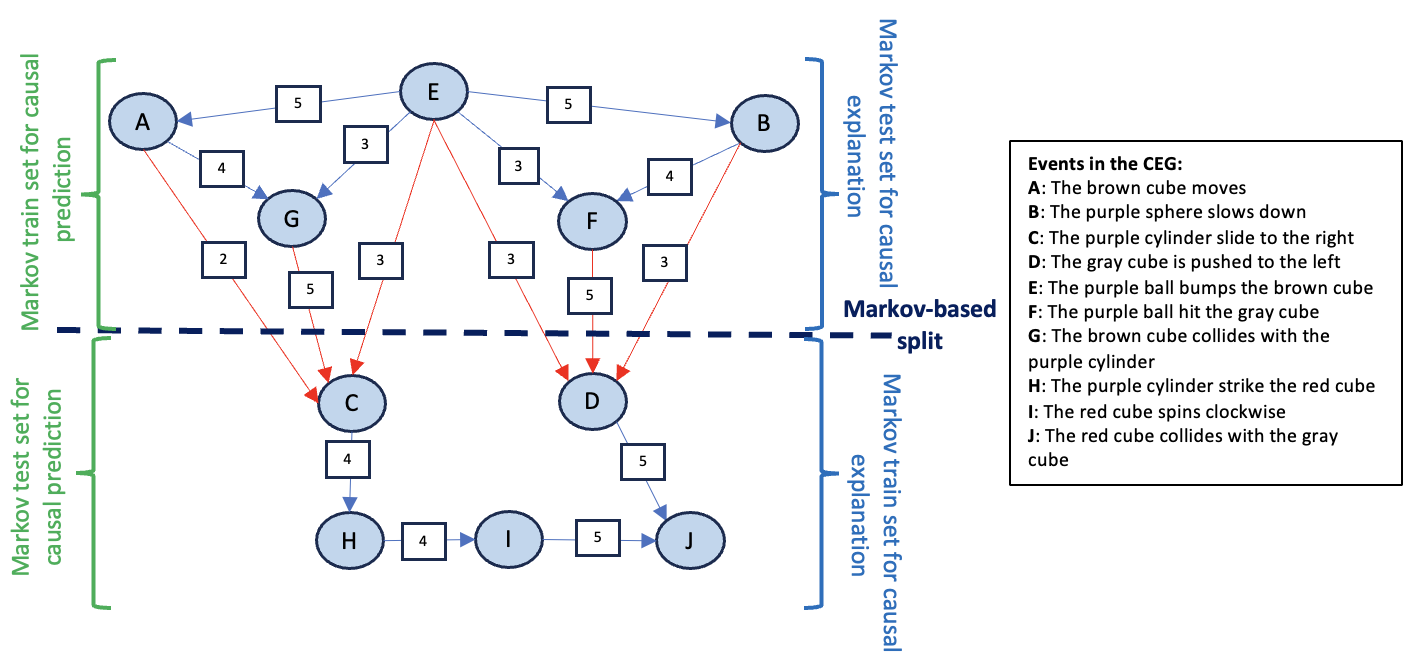 Markov train set for causal
prediction
Markov test set for
causal prediction
E
A
B
5
5
3
3
4
4
G
F
2
5
3
3
5
3
C
D
4
5
H
4
I
5
J
Markov test set for causal
explanation
Markov-based
split
Markov train set for causal
explanation
Events in the CEG:
A: The brown cube moves
B: The purple sphere slows down
C: The purple cylinder slide to the right
D: The gray cube is pushed to the left
E: The purple ball bumps the brown cube
F: The purple ball hit the gray cube
G: The brown cube collides with the
purple cylinder
H: The purple cylinder strike the red cube
I: The red cube spins clockwise
J: The red cube collides with the gray
cube